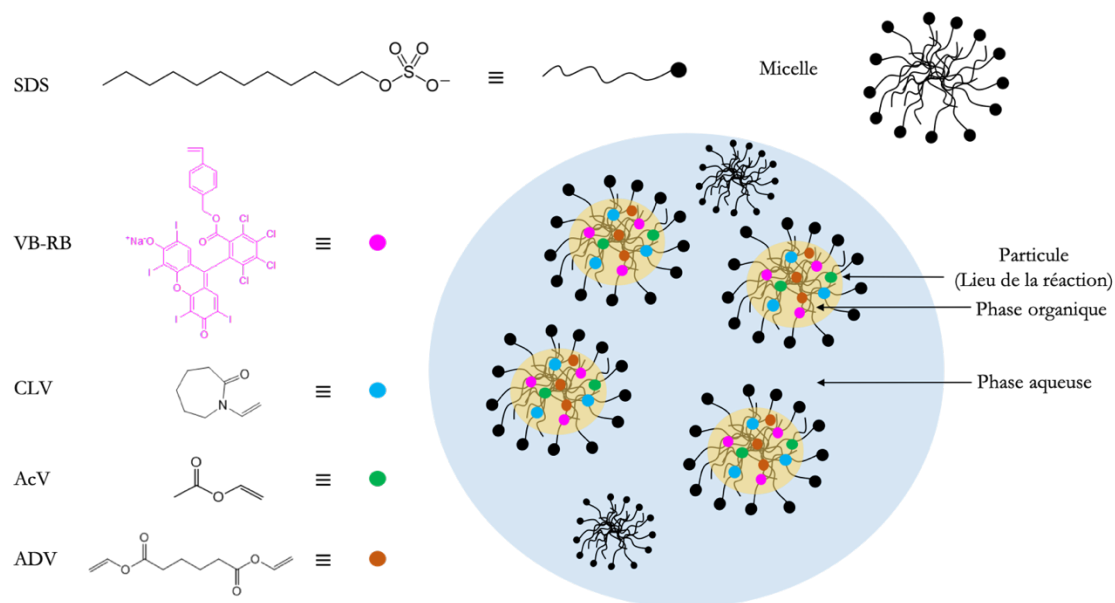 SDS
O
O
S
O
O−
≡
Micelle
VB-RB
O
O
Cl
Cl
Cl
Cl
I
+Na-O
I
O
I
O
I
≡
Particule
(Lieu de la réaction)
Phase organique
Phase aqueuse
CLV
O
N
≡
AcV
O
O
≡
ADV
O
O
O
O
≡